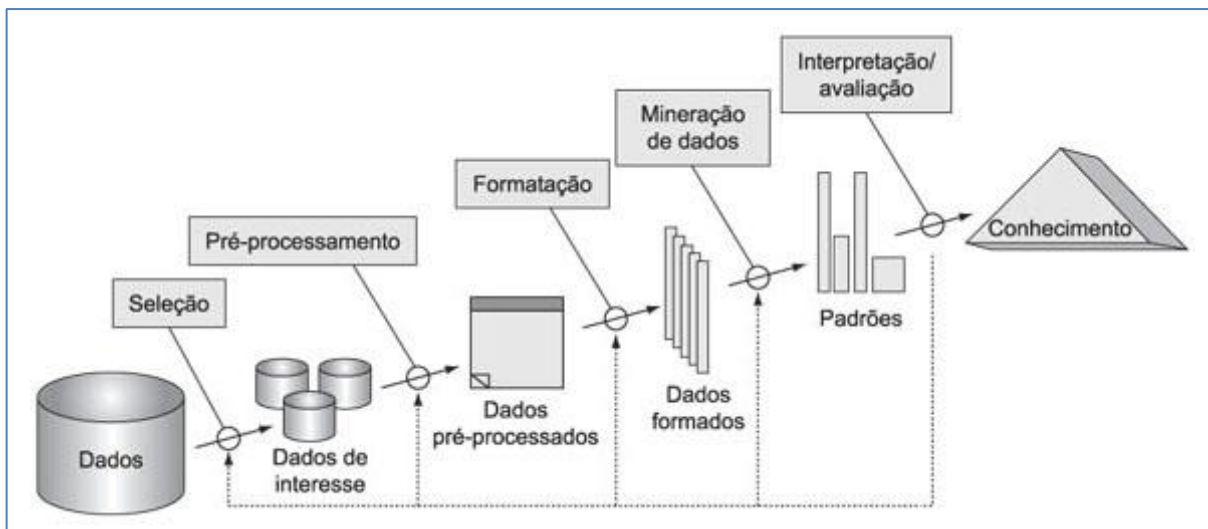 Interpretação/
avaliação
Mineração
de dados
Formatação
Pré-processamento
Seleção
Conhecimento
Padrões
Dados
formados
Dados
pré-processados
Dados de
interesse
Dados